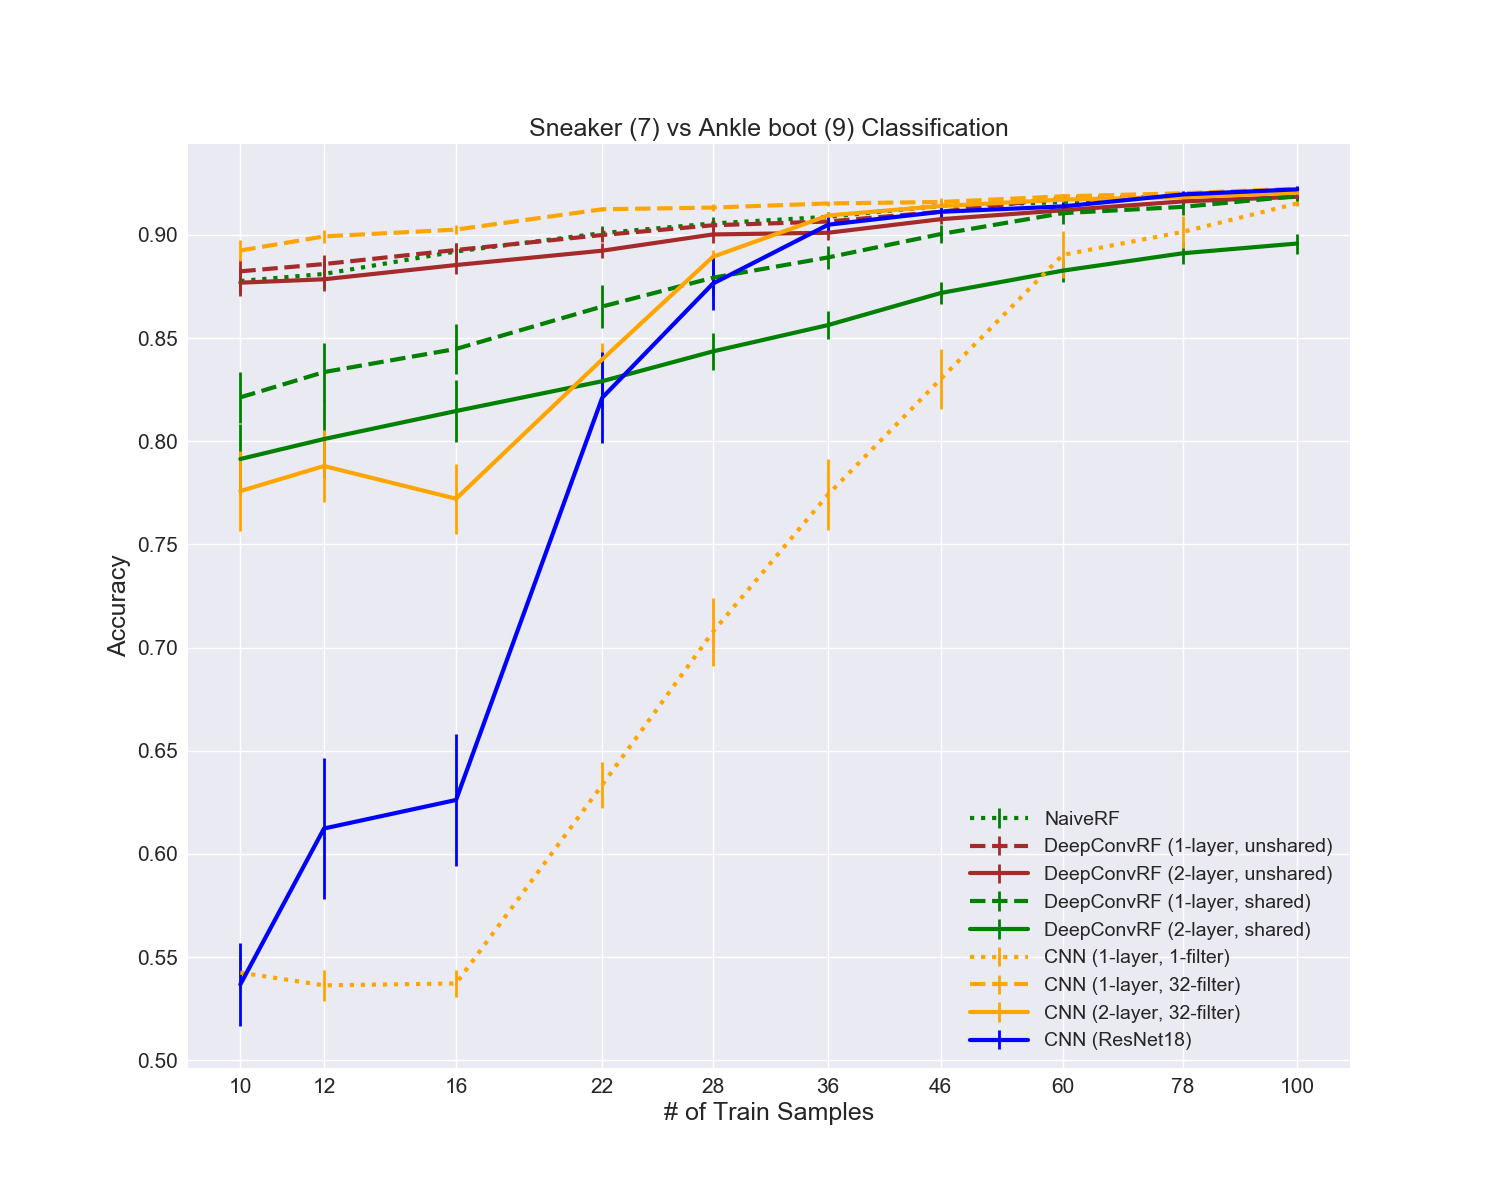 Sneaker (7) vs Ankle boot (9) Classification
Accuracy
0.90
0.85
0.80
0.75
0.70
0.65
0.60
0.55
0.50
NaiveRF
DeepConvRF (1-layer, unshared)
DeepConvRF (2-layer, unshared)
DeepConvRF (1-layer, shared)
DeepConvRF (2-layer, shared)
CNN (1-layer, 1-filter)
CNN (1-layer, 32-filter)
CNN (2-layer, 32-filter)
CNN (ResNet18)
10 12 16 22 28 36 46 60 78 100
# of Train Samples